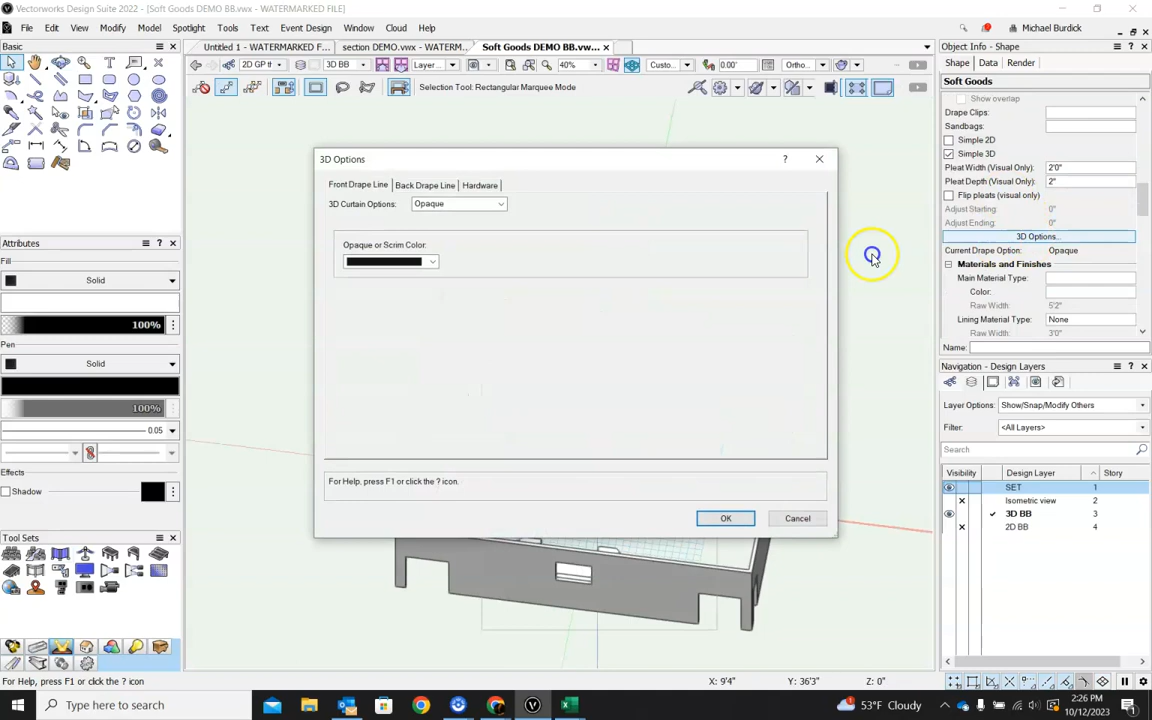 Vectorworks Design Suite 2022 - [Soft Goods DEMO BB.vwx - WATERMARKED FILE]
File Edit View Modify Model Spotlight Tools Text Event Design Window Cloud Help
Michael Burdick
Basic
Untitled 1 - WATERMARKED F...
section DEMO.vwx - WATERM...
Soft Goods DEMO BB.vw...
2D GP f
3D BB
Layer...
40%
Custo...
0.00°
Ortho...
Selection Tool: Rectangular Marquee Mode
Attributes
Fill
Solid
100%
Pen
Solid
100%
0.05
Effects
Shadow
Tool Sets
For Help, press F1 or click the ? icon
3D Options
Front Drape Line
Back Drape Line
Hardware
3D Curtain Options:
Opaque
Opaque or Scrim Color:
For Help, press F1 or click the ? icon.
OK
Cancel
X: 9'4"
Y: 36'3"
Z: 0"
Object Info - Shape
Shape
Data
Render
Soft Goods
Show overlap
Drape Clips:
Sandbags:
Simple 2D
Simple 3D
Pleat Width (Visual Only):
2'0"
Pleat Depth (Visual Only):
2"
Flip pleats (visual only)
Adjust Starting:
0"
Adjust Ending:
0"
3D Options...
Current Drape Option:
Opaque
Materials and Finishes
Main Material Type:
Color:
Raw Width:
5'2"
Lining Material Type:
None
Raw Width:
3'0"
Name:
Navigation - Design Layers
Layer Options:
Show/Snap/Modify Others
Filter:
<All Layers>
Search
Visibility
Design Layer
#
Story
SET 1
Isometric view 2
3D BB 3
2D BB 4
Type here to search
53°F Cloudy
2:26 PM
10/12/2023